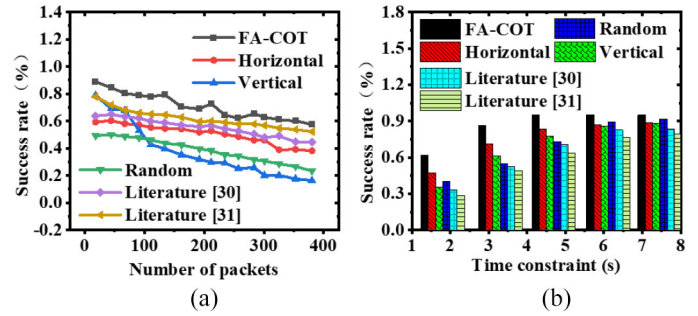 (a)
1.4
1.2
1.0
0.8
0.6
0.4
0.2
0.0
-0.2
Success rate（%）
FA-COT
Horizontal
Vertical
Random
Literature [30]
Literature [31]
0 100 200 300 400
Number of packets
(a)
(b)
1.8
1.5
1.2
0.9
0.6
0.3
0.0
Success rate（%）
FA-COT Random
Horizontal Vertical
Literature [30]
Literature [31]
1 2 3 4 5 6 7 8
Time constraint (s)
(b)